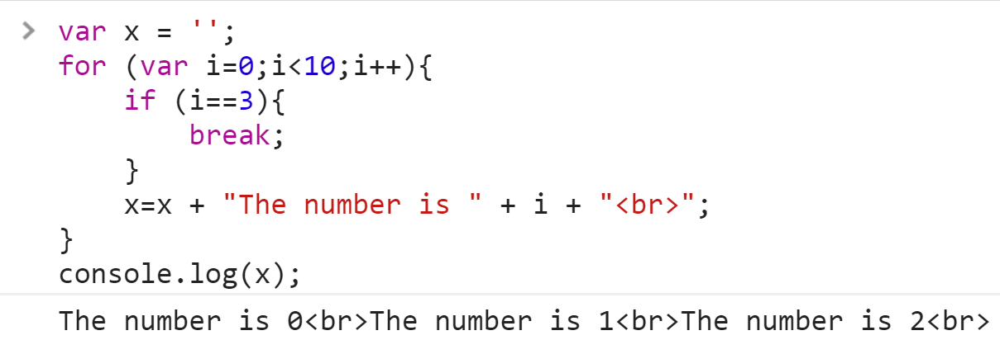 > var x = '';
for (var i=0;i<10;i++){
    if (i==3){
        break;
    }
    x=x + "The number is " + i + "<br>";
}
console.log(x);
The number is 0<br>The number is 1<br>The number is 2<br>